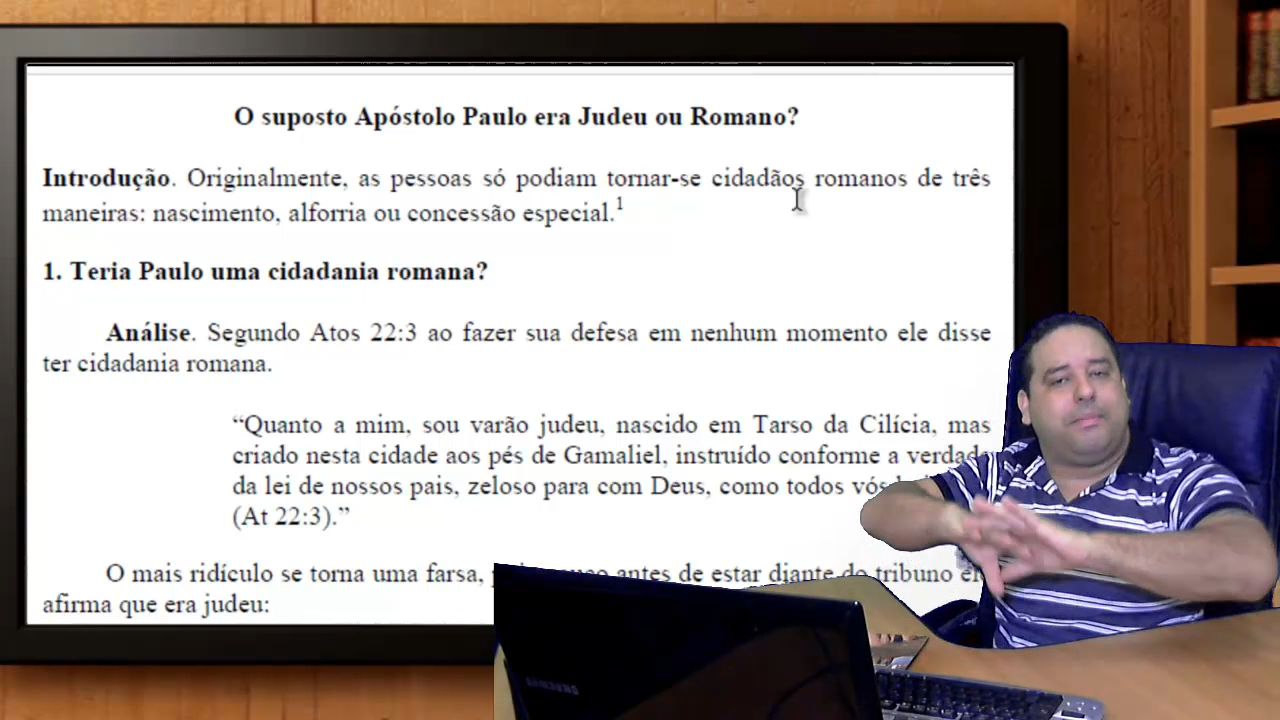 O suposto Apóstolo Paulo era Judeu ou Romano?
Introdução. Originalmente, as pessoas só podiam tornar-se cidadãos romanos de três
maneiras: nascimento, alforria ou concessão especial.1
1. Teria Paulo uma cidadania romana?
Análise. Segundo Atos 22:3 ao fazer sua defesa em nenhum momento ele disse
ter cidadania romana.
“Quanto a mim, sou varão judeu, nascido em Tarso da Cilícia, mas
criado nesta cidade aos pés de Gamaliel, instruído conforme a verdade
da lei de nossos pais, zeloso para com Deus, como todos vós
(At 22:3).”
O mais ridículo se torna uma farsa, antes de estar diante do tribuno
afirma que era judeu:
SAMSUNG